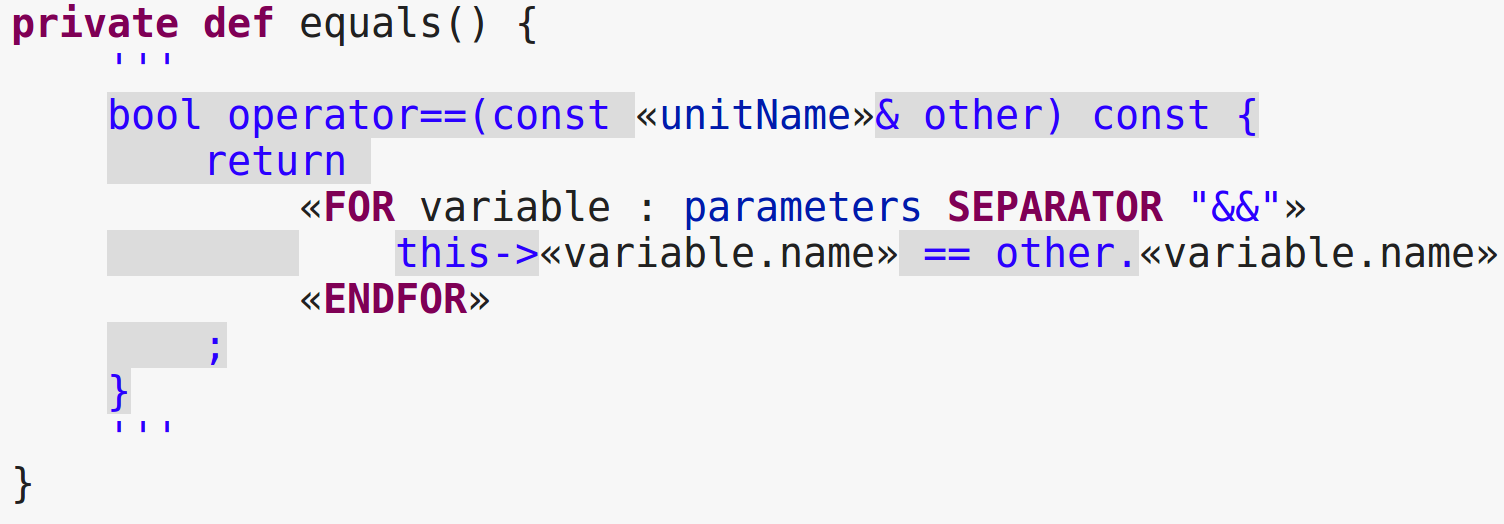 private def equals() {
    '''
    bool operator==(const «unitName»& other) const {
        return 
            «FOR variable : parameters SEPARATOR "&&"»
                this->«variable.name» == other.«variable.name»
            «ENDFOR»
        ;
    }
    '''
}